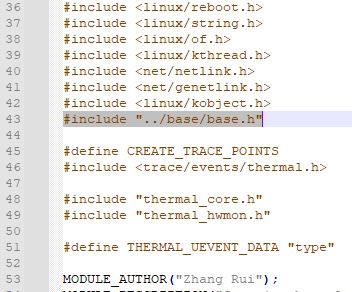 36 #include <linux/reboot.h>
37 #include <linux/string.h>
38 #include <linux/of.h>
39 #include <linux/kthread.h>
40 #include <net/netlink.h>
41 #include <net/genetlink.h>
42 #include <linux/kobject.h>
43 #include "../base/base.h"
44
45 #define CREATE_TRACE_POINTS
46 #include <trace/events/thermal.h>
47
48 #include "thermal_core.h"
49 #include "thermal_hwmon.h"
50
51 #define THERMAL_UEVENT_DATA "type"
52
53 MODULE_AUTHOR("Zhang Rui");